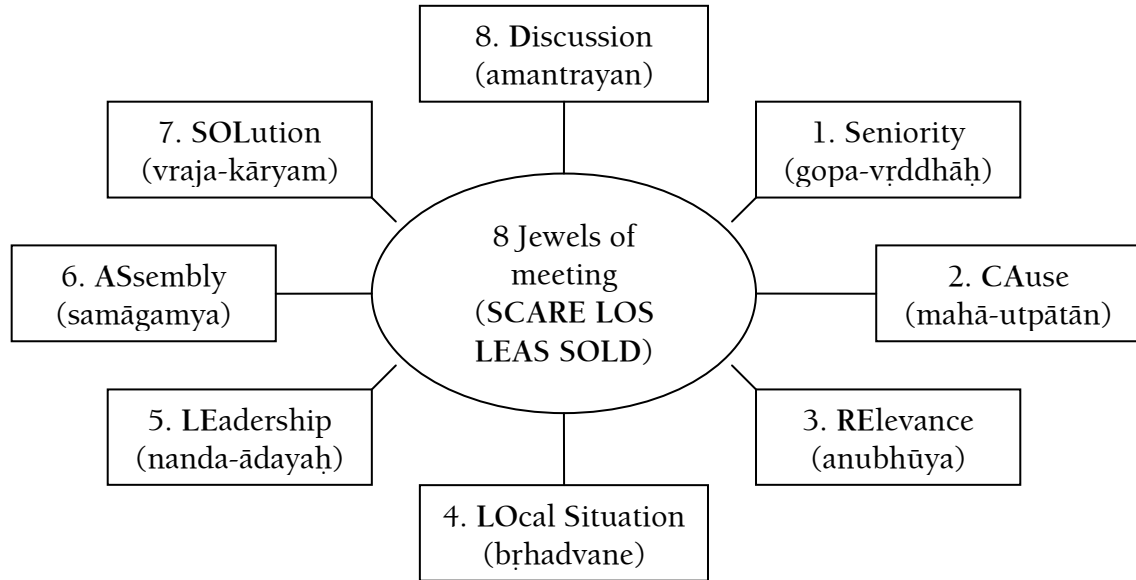 8. Discussion
(amantrayan)
7. SOLution
(vraja-kāryam)
1. Seniority
(gopa-vṛddhāḥ)
8 Jewels of
meeting
(SCARE LOS
LEAS SOLD)
6. ASsembly
(samāgamya)
2. CAuse
(mahā-utpātān)
5. LEadership
(nanda-ādayaḥ)
3. RElevance
(anubhūya)
4. LOcal Situation
(bṛhadvane)